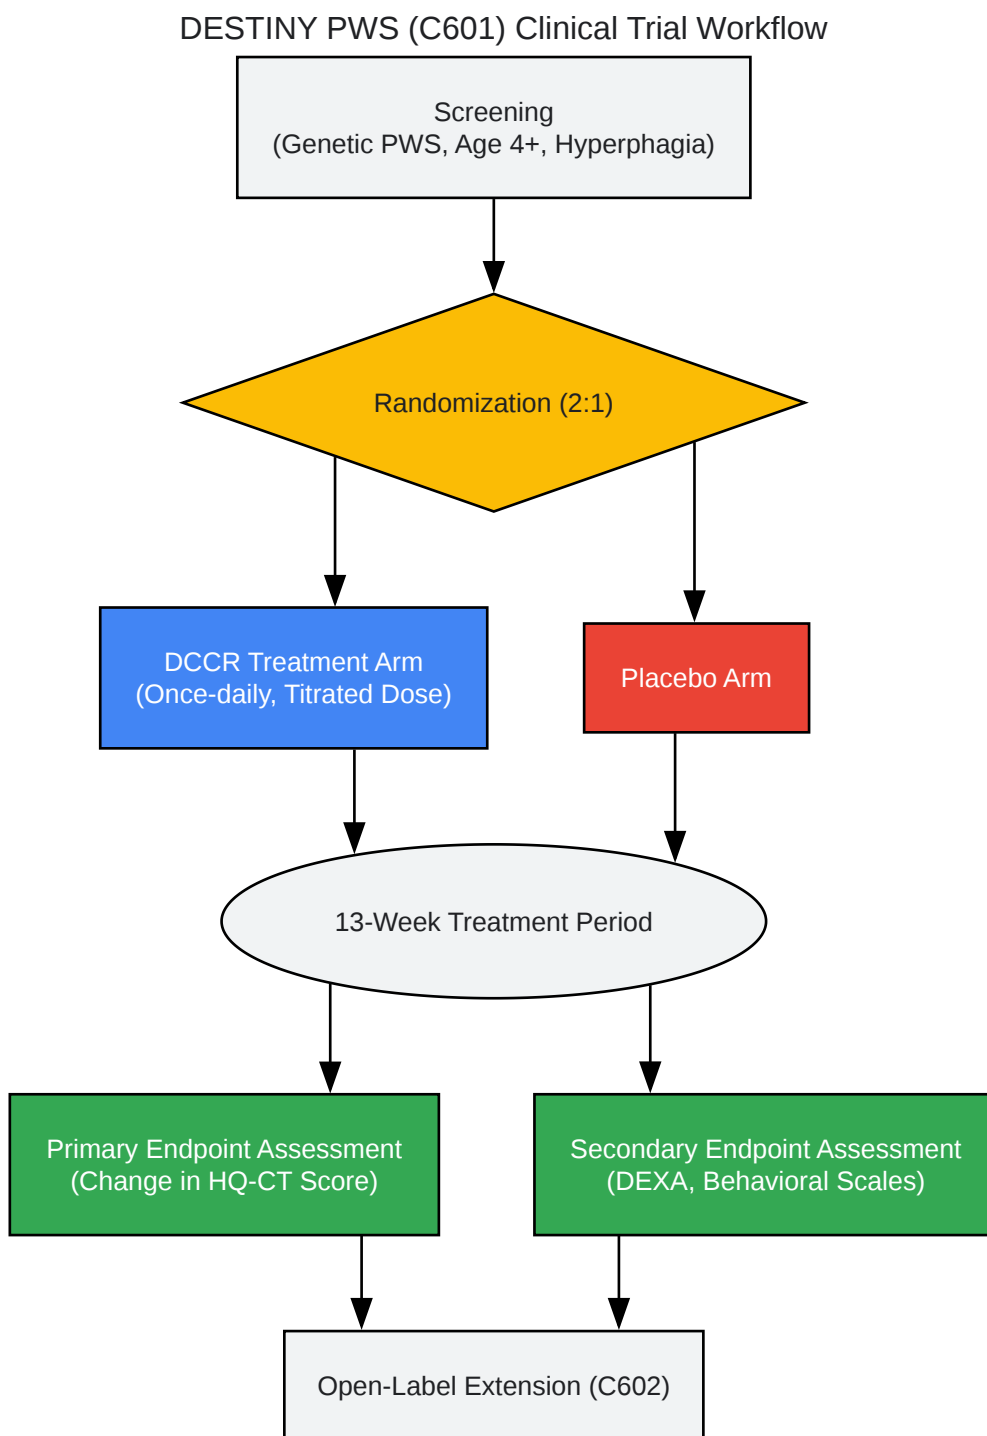 DESTINY PWS (C601) Clinical Trial Workflow
Screening
(Genetic PWS, Age 4+, Hyperphagia)
Randomization (2:1)
DCCR Treatment Arm
(Once-daily, Titrated Dose)
Placebo Arm
13-Week Treatment Period
Primary Endpoint Assessment
(Change in HQ-CT Score)
Secondary Endpoint Assessment
(DEXA, Behavioral Scales)
Open-Label Extension (C602)